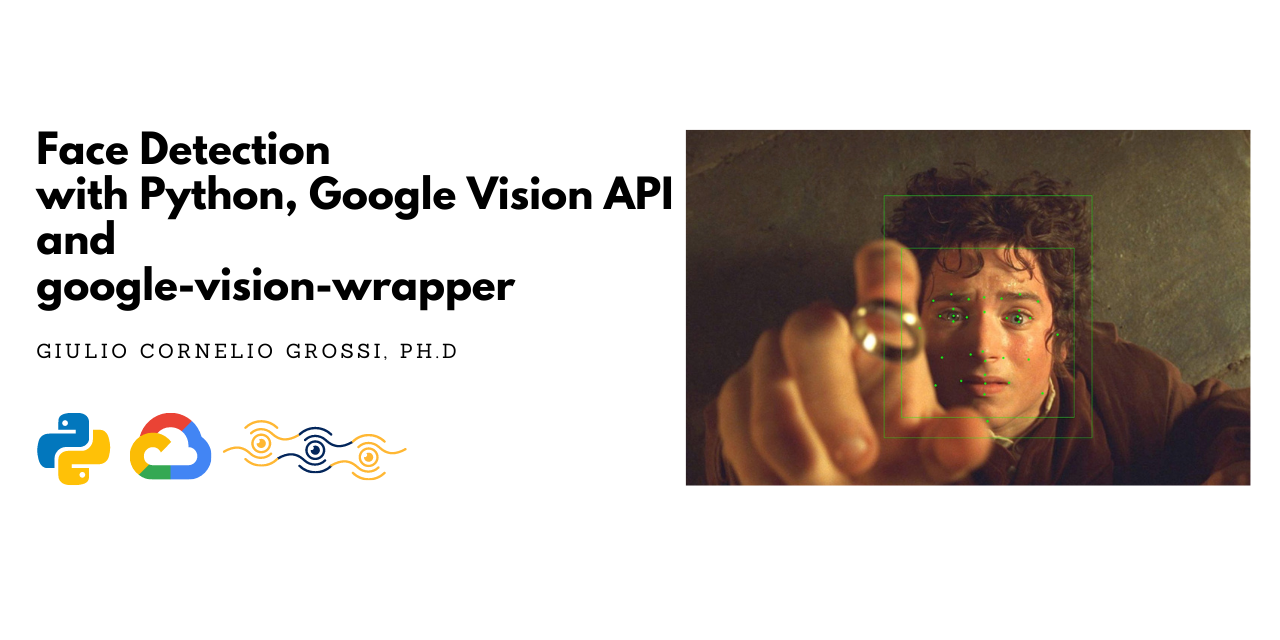 Face Detection
with Python, Google Vision API
and
google-vision-wrapper
GIULIO CORNELIO GROSSI, PH.D